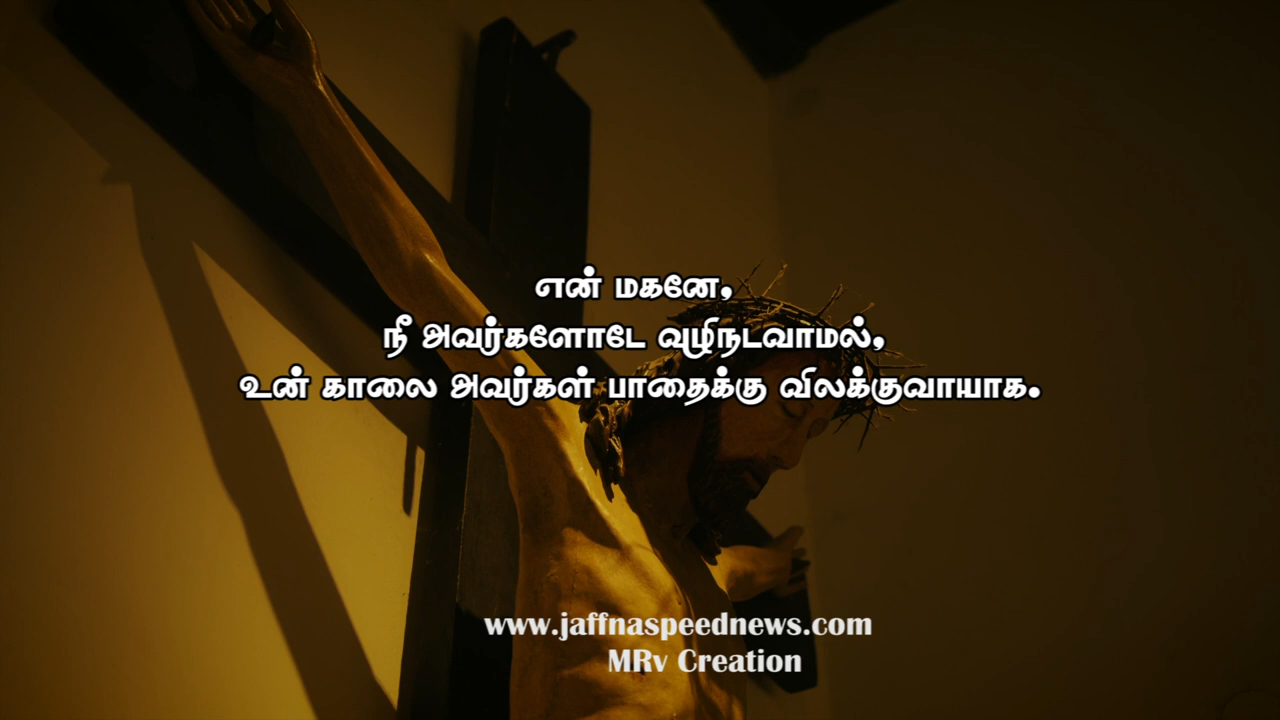 என் மகனே,
நீ அவர்களோடே வழிநடவாமல்,
உன் காலை அவர்கள் பாதைக்கு விலக்குவாயாக.
www.jaffnaspeednews.com
MRv Creation